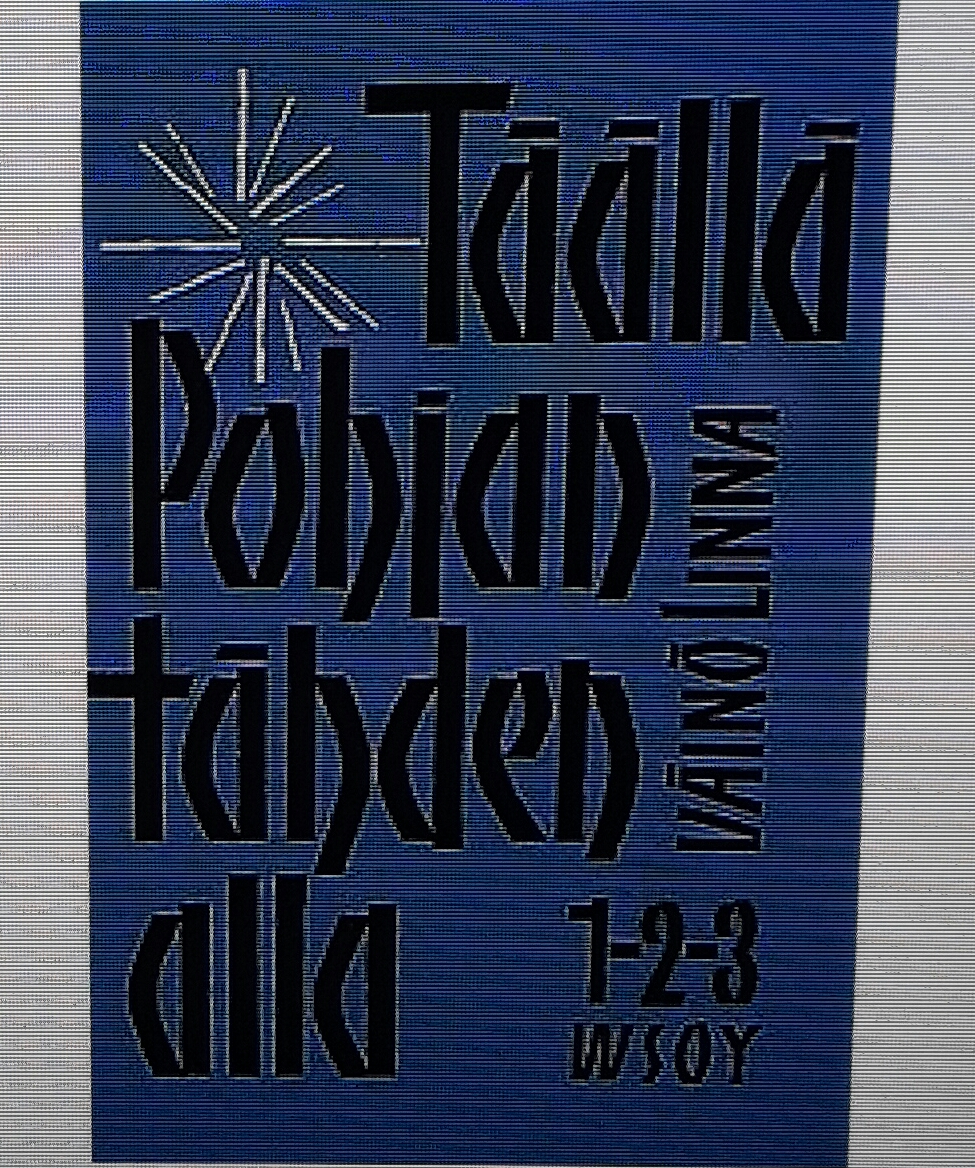 Täällä
Pohjan
tähden
alla
VÄINÖ LINNA
1-2-3
WSOY